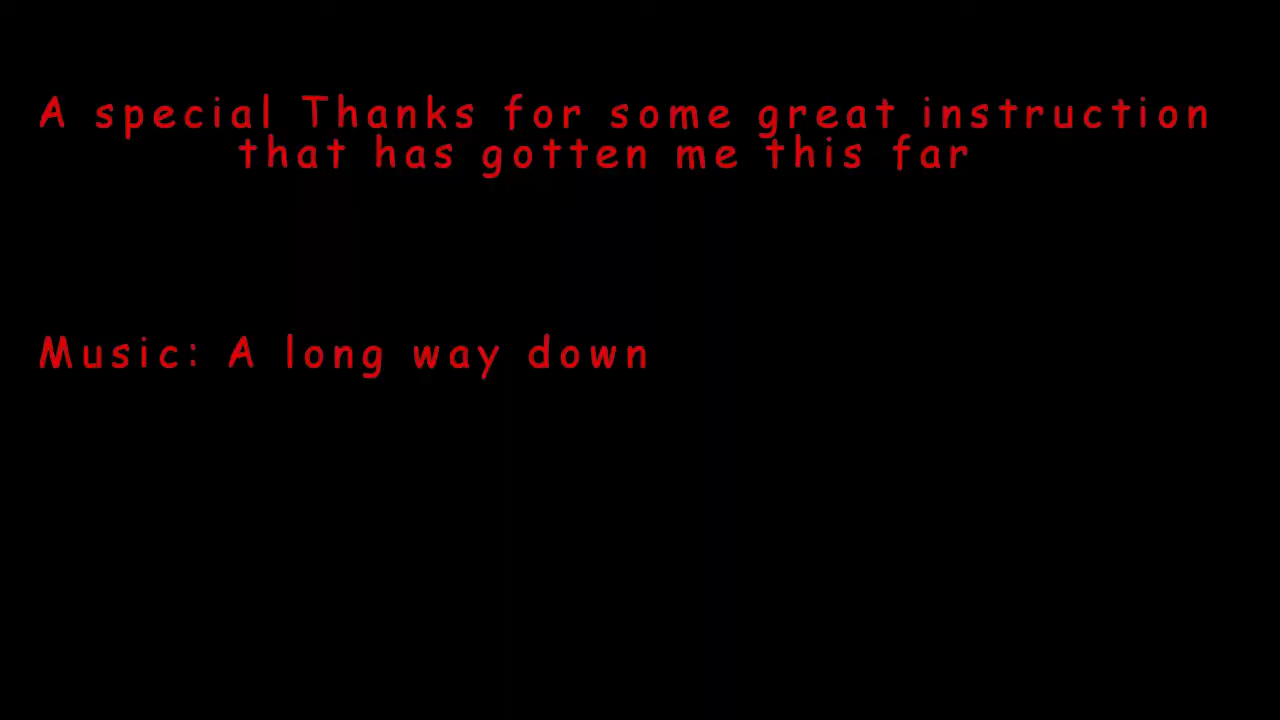 A special Thanks for some great instruction
that has gotten me this far
Music: A long way down